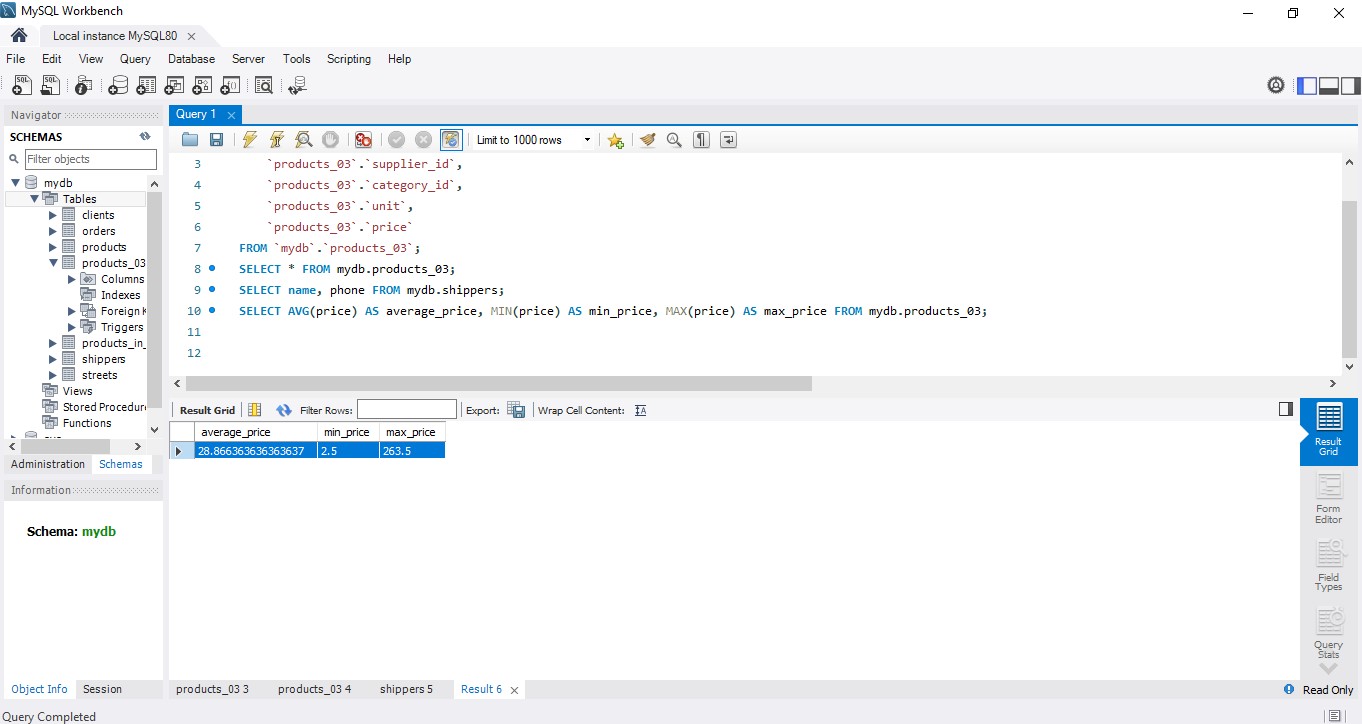 MySQL Workbench
Local instance MySQL80
File Edit View Query Database Server Tools Scripting Help
Navigator
SCHEMAS
Filter objects
mydb
Tables
clients
orders
products
products_03
Columns
Indexes
Foreign K
Triggers
products_in_
shippers
streets
Views
Stored Procedure
Functions
Administration Schemas
Information
Schema: mydb
Object Info Session
Query 1
Limit to 1000 rows
3 `products_03`.`supplier_id`,
4 `products_03`.`category_id`,
5 `products_03`.`unit`,
6 `products_03`.`price`
7 FROM `mydb`.`products_03`;
8 SELECT * FROM mydb.products_03;
9 SELECT name, phone FROM mydb.shippers;
10 SELECT AVG(price) AS average_price, MIN(price) AS min_price, MAX(price) AS max_price FROM mydb.products_03;
11
12
Result Grid Filter Rows: Export: Wrap Cell Content:
average_price min_price max_price
28.866363636363637 2.5 263.5
Result
Grid
Form
Editor
Field
Types
Query
Stats
products_03 3 products_03 4 shippers 5 Result 6
Read Only
Query Completed